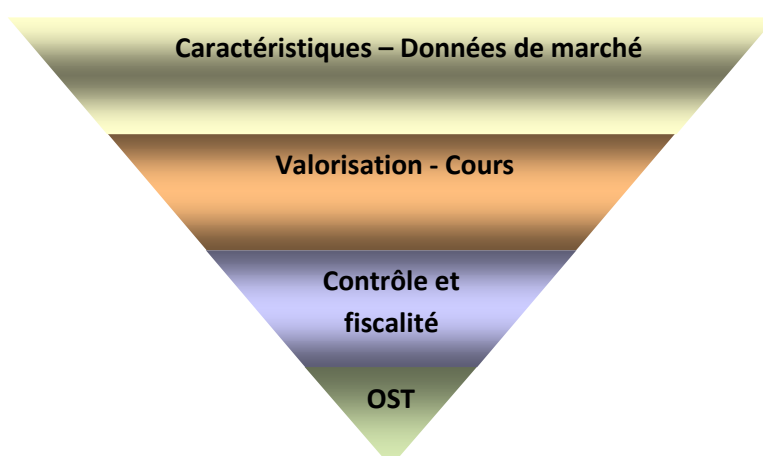 Caractéristiques – Données de marché
Valorisation - Cours
Contrôle et
fiscalité
OST